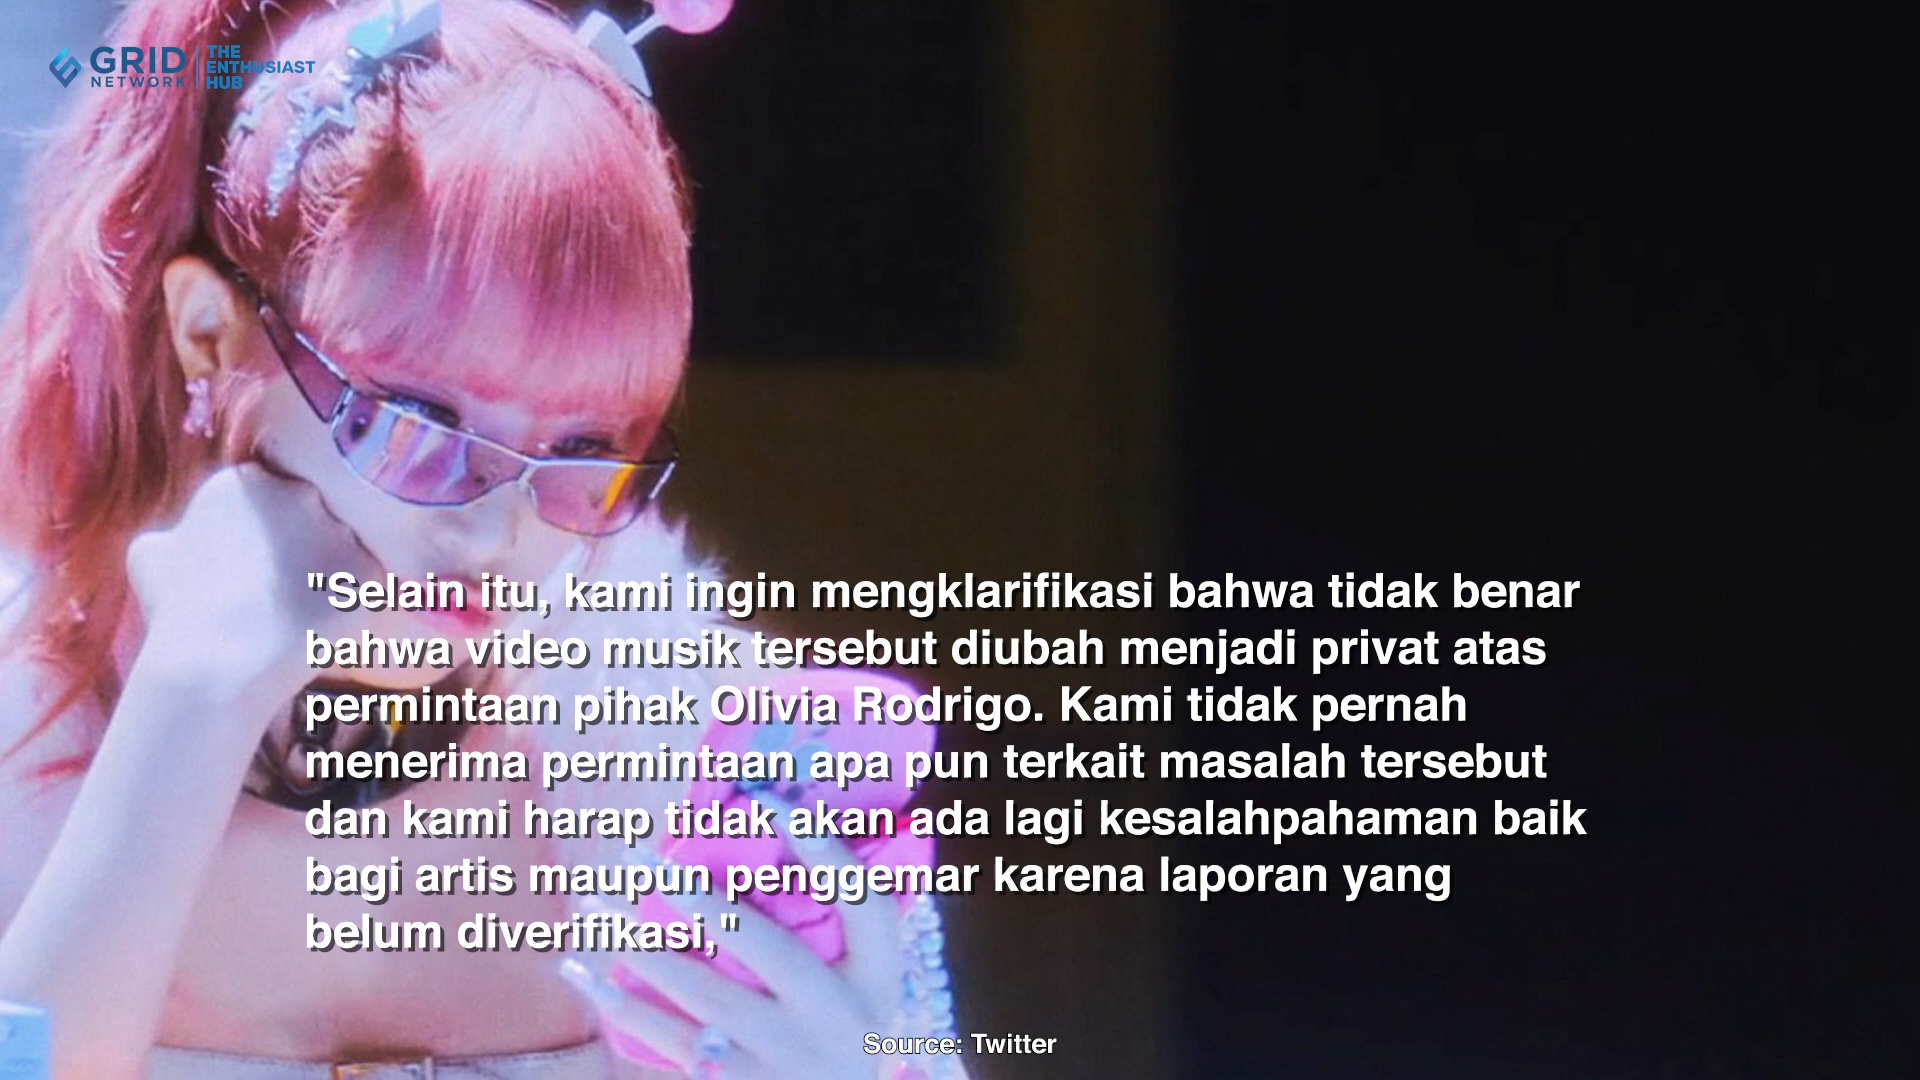 GRID
NETWORK
THE
ENTHUSIAST
HUB
"Selain itu, kami ingin mengklarifikasi bahwa tidak benar
bahwa video musik tersebut diubah menjadi privat atas
permintaan pihak Olivia Rodrigo. Kami tidak pernah
menerima permintaan apa pun terkait masalah tersebut
dan kami harap tidak akan ada lagi kesalahpahaman baik
bagi artis maupun penggemar karena laporan yang
belum diverifikasi,"
Source: Twitter